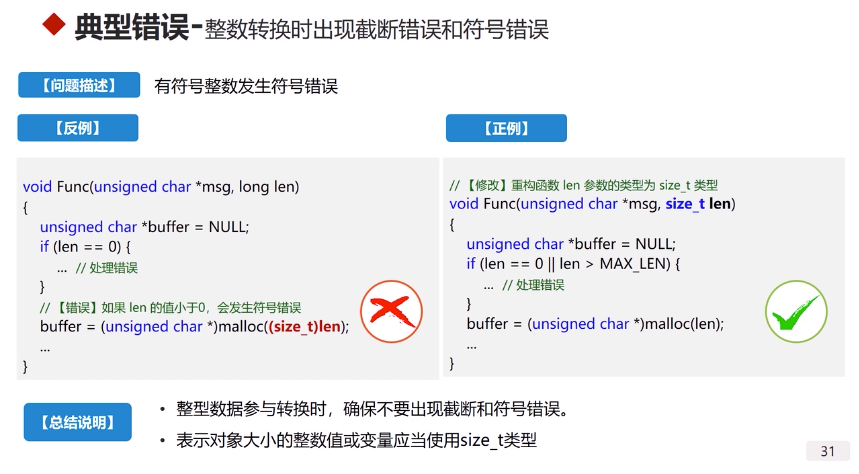 典型错误-整数转换时出现截断错误和符号错误
【问题描述】 有符号整数发生符号错误
【反例】
void Func(unsigned char *msg, long len)
{
unsigned char *buffer = NULL;
if (len == 0) {
... // 处理错误
}
// 【错误】如果 len 的值小于0，会发生符号错误
buffer = (unsigned char *)malloc((size_t)len);
...
}
【正例】
// 【修改】重构函数 len 参数的类型为 size_t 类型
void Func(unsigned char *msg, size_t len)
{
unsigned char *buffer = NULL;
if (len == 0 || len > MAX_LEN) {
... // 处理错误
}
buffer = (unsigned char *)malloc(len);
...
}
【总结说明】
• 整型数据参与转换时，确保不要出现截断和符号错误。
• 表示对象大小的整数值或变量应当使用size_t类型
31